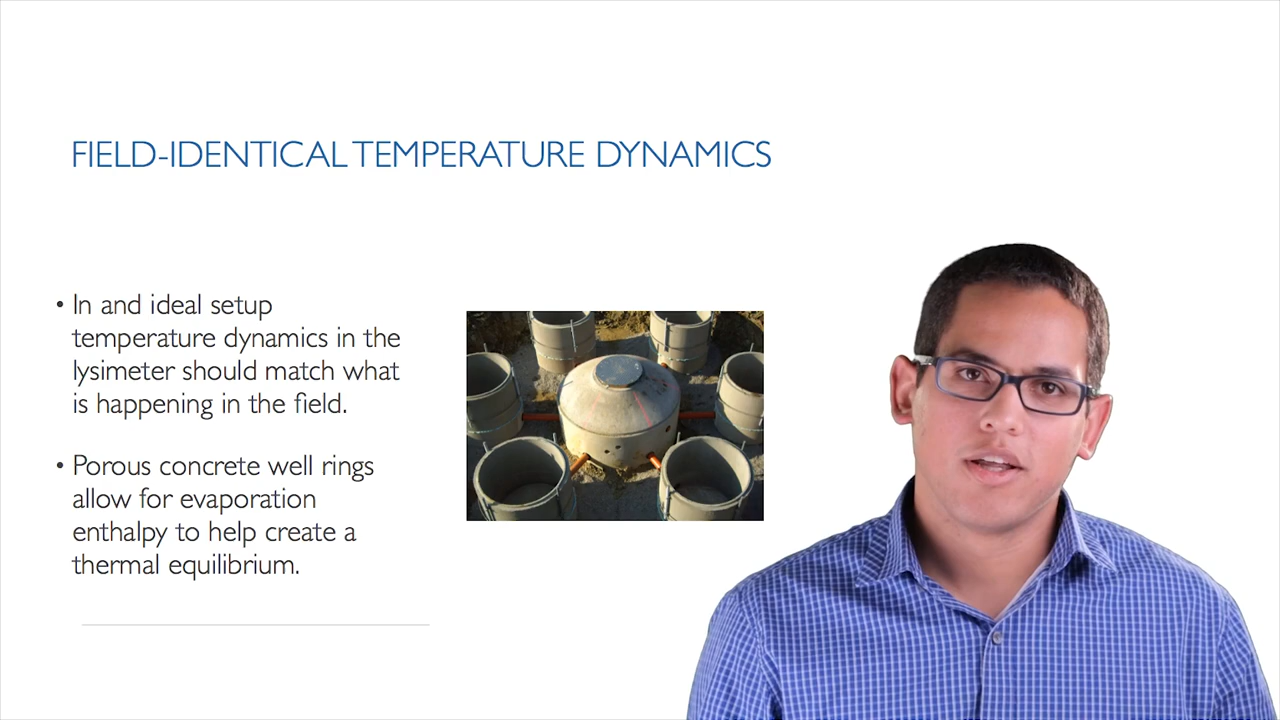 FIELD-IDENTICAL TEMPERATURE DYNAMICS
• In and ideal setup
temperature dynamics in the
lysimeter should match what
is happening in the field.
• Porous concrete well rings
allow for evaporation
enthalpy to help create a
thermal equilibrium.